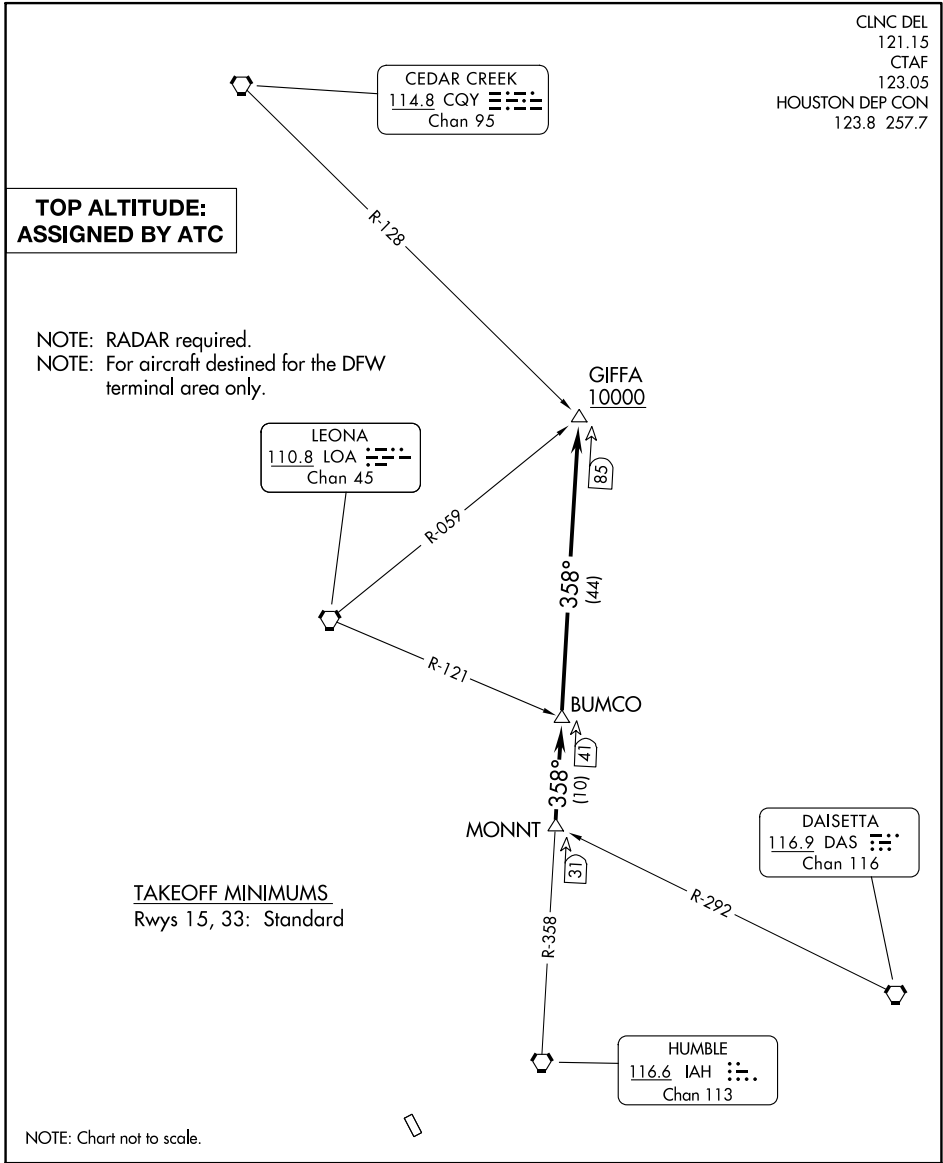 CLNC DEL
121.15
CTAF
123.05
HOUSTON DEP CON
123.8 257.7
CEDAR CREEK
114.8 CQY
Chan 95
TOP ALTITUDE:
ASSIGNED BY ATC
R-128
NOTE: RADAR required.
NOTE: For aircraft destined for the DFW
terminal area only.
GIFFA
10000
LEONA
110.8 LOA
Chan 45
85
R-059
358°
(44)
R-121
BUMCO
41
358°
(10)
MONNT
31
DAISETTA
116.9 DAS
Chan 116
TAKEOFF MINIMUMS
Rwys 15, 33: Standard
R-292
R-358
HUMBLE
116.6 IAH
Chan 113
NOTE: Chart not to scale.